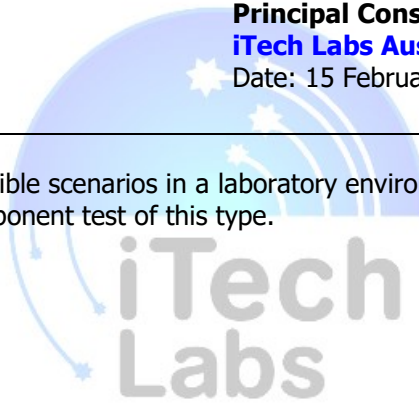 Principal Cons
iTech Labs Aus
Date: 15 Februa
ible scenarios in a laboratory enviro
ponent test of this type.
iTech
Labs